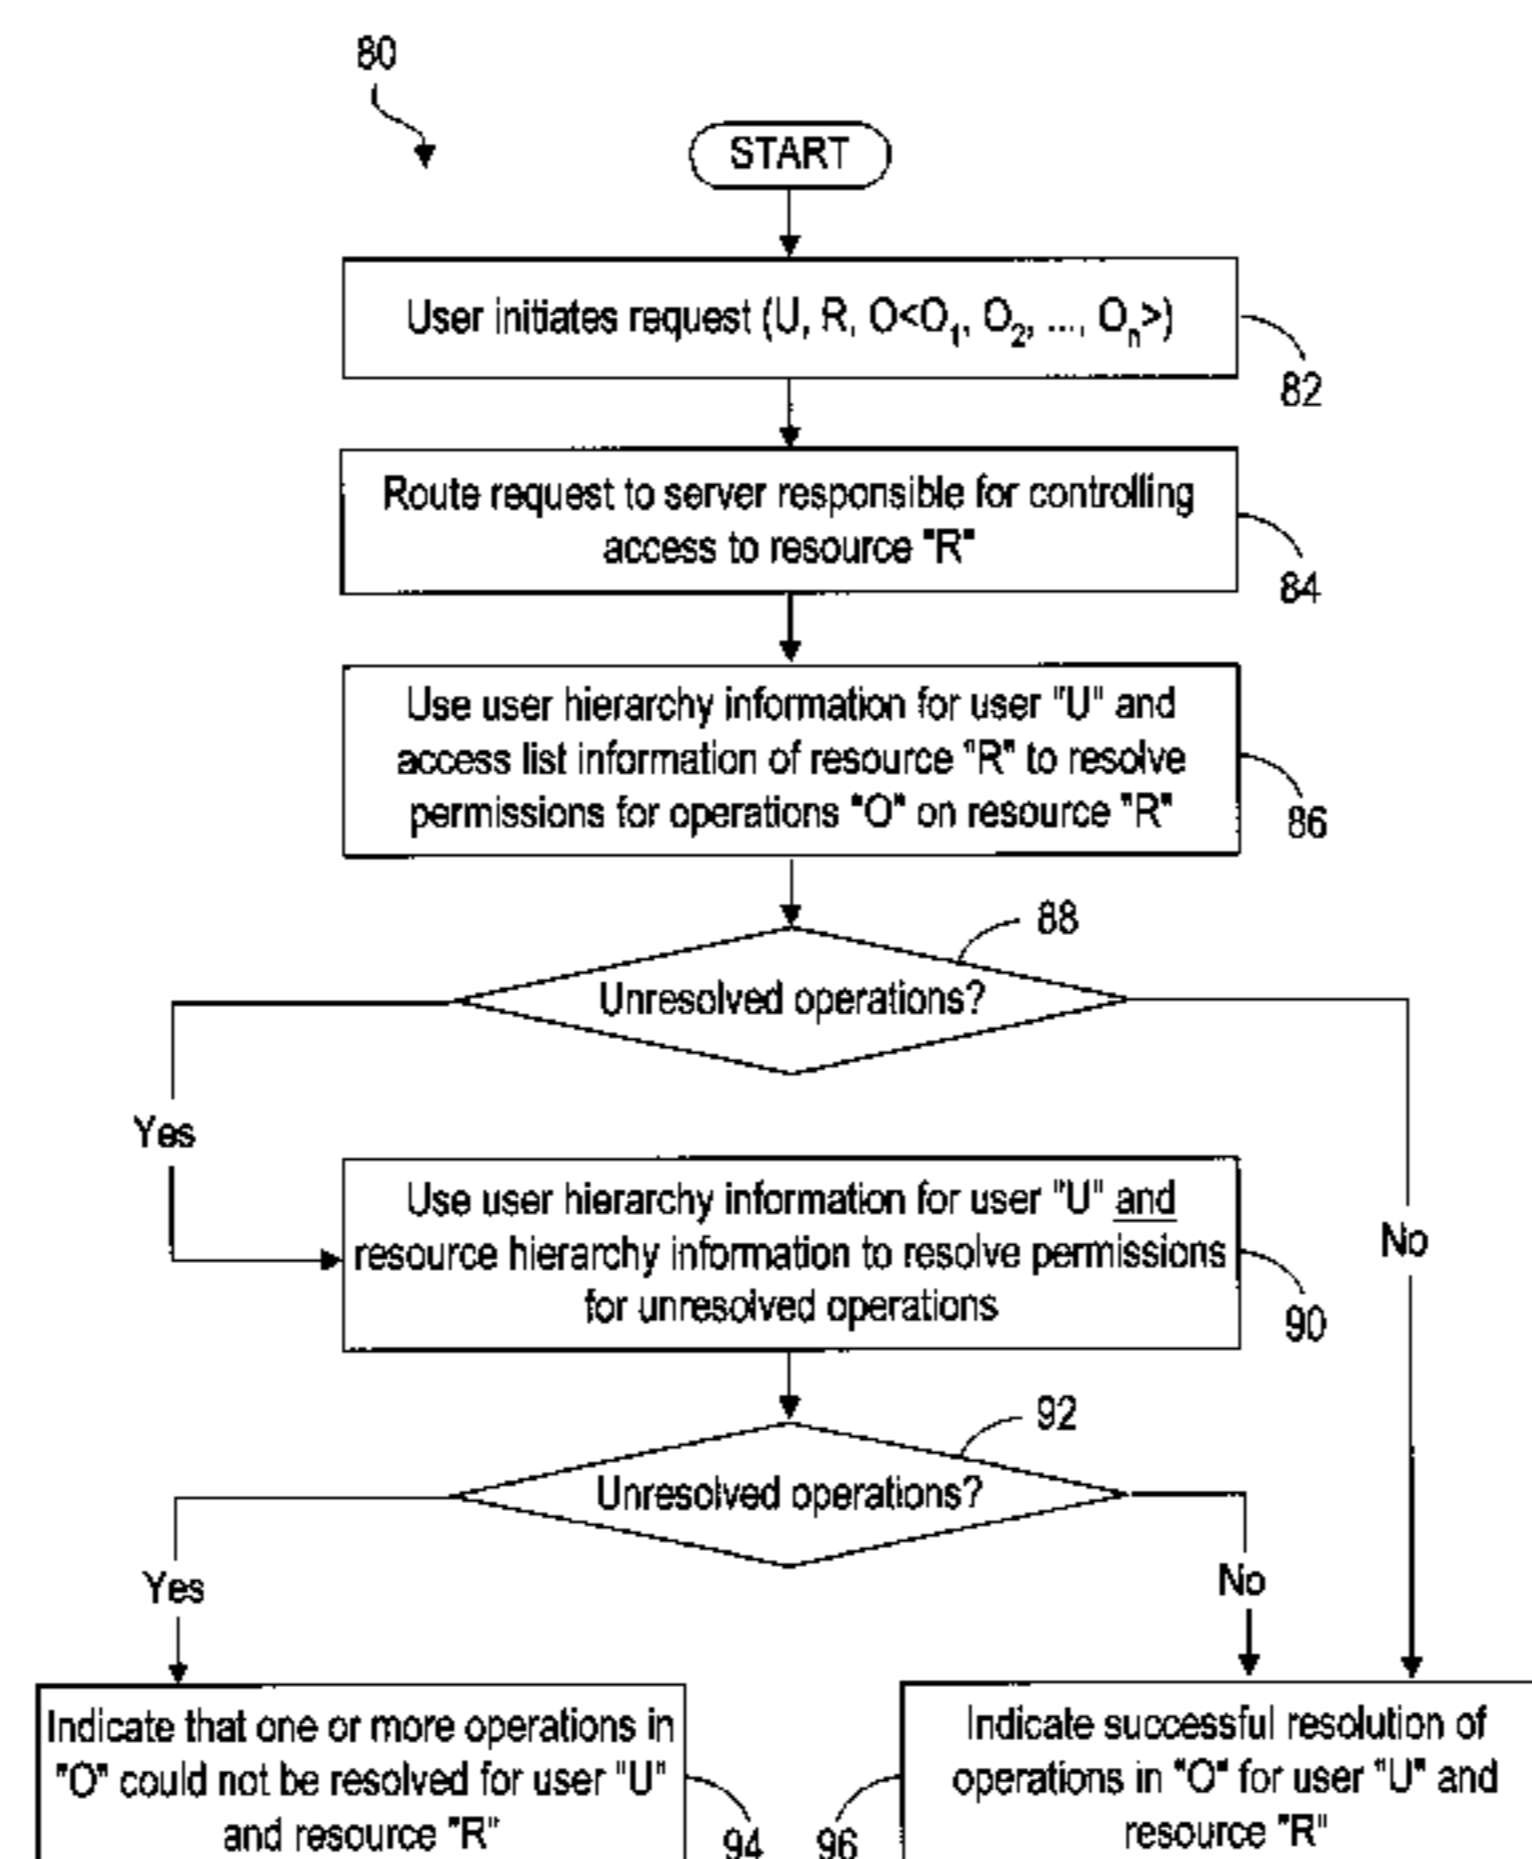 80
START
User initiates request (U, R, O<O₁, O₂, ..., Oₙ>)
82
Route request to server responsible for controlling
access to resource "R"
84
Use user hierarchy information for user "U" and
access list information of resource "R" to resolve
permissions for operations "O" on resource "R"
86
88
Unresolved operations?
Yes
Use user hierarchy information for user "U" and
resource hierarchy information to resolve permissions
for unresolved operations
No
90
92
Unresolved operations?
Yes
No
Indicate that one or more operations in
"O" could not be resolved for user "U"
and resource "R"
94
96
Indicate successful resolution of
operations in "O" for user "U" and
resource "R"